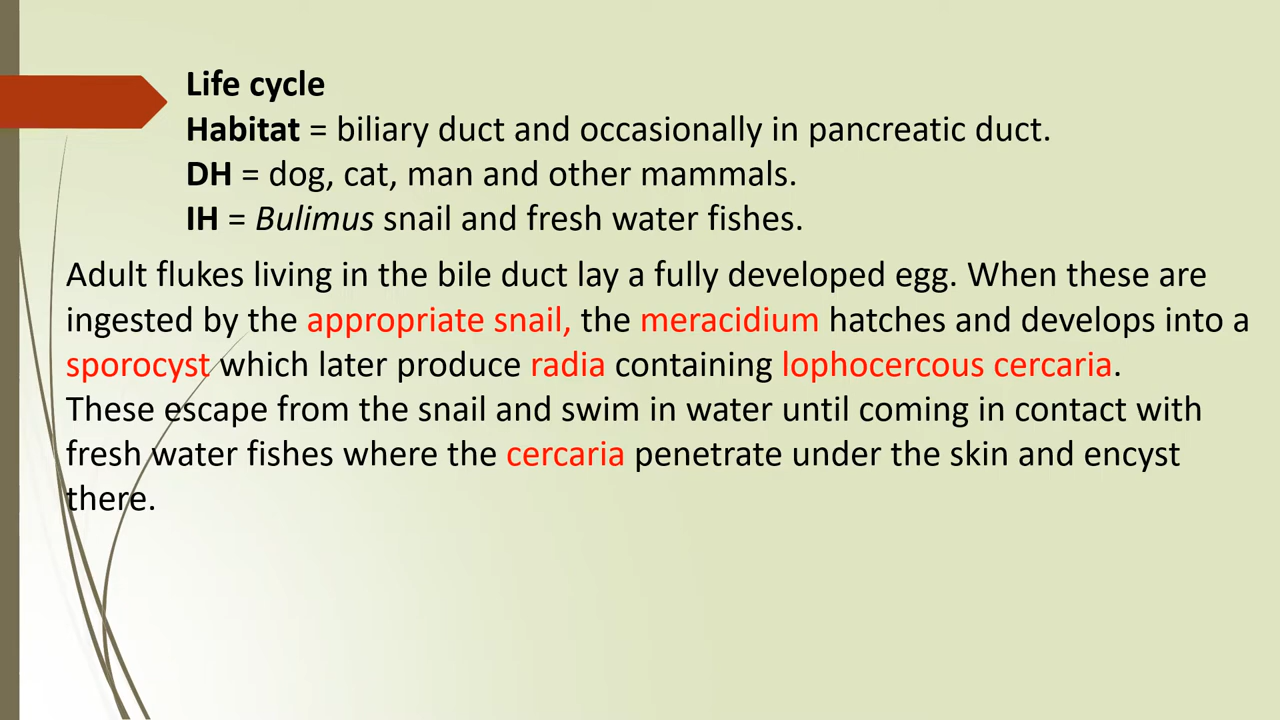 Life cycle
Habitat = biliary duct and occasionally in pancreatic duct.
DH = dog, cat, man and other mammals.
IH = Bulimus snail and fresh water fishes.
Adult flukes living in the bile duct lay a fully developed egg. When these are
ingested by the appropriate snail, the meracidium hatches and develops into a
sporocyst which later produce radia containing lophocercous cercaria.
These escape from the snail and swim in water until coming in contact with
fresh water fishes where the cercaria penetrate under the skin and encyst
there.